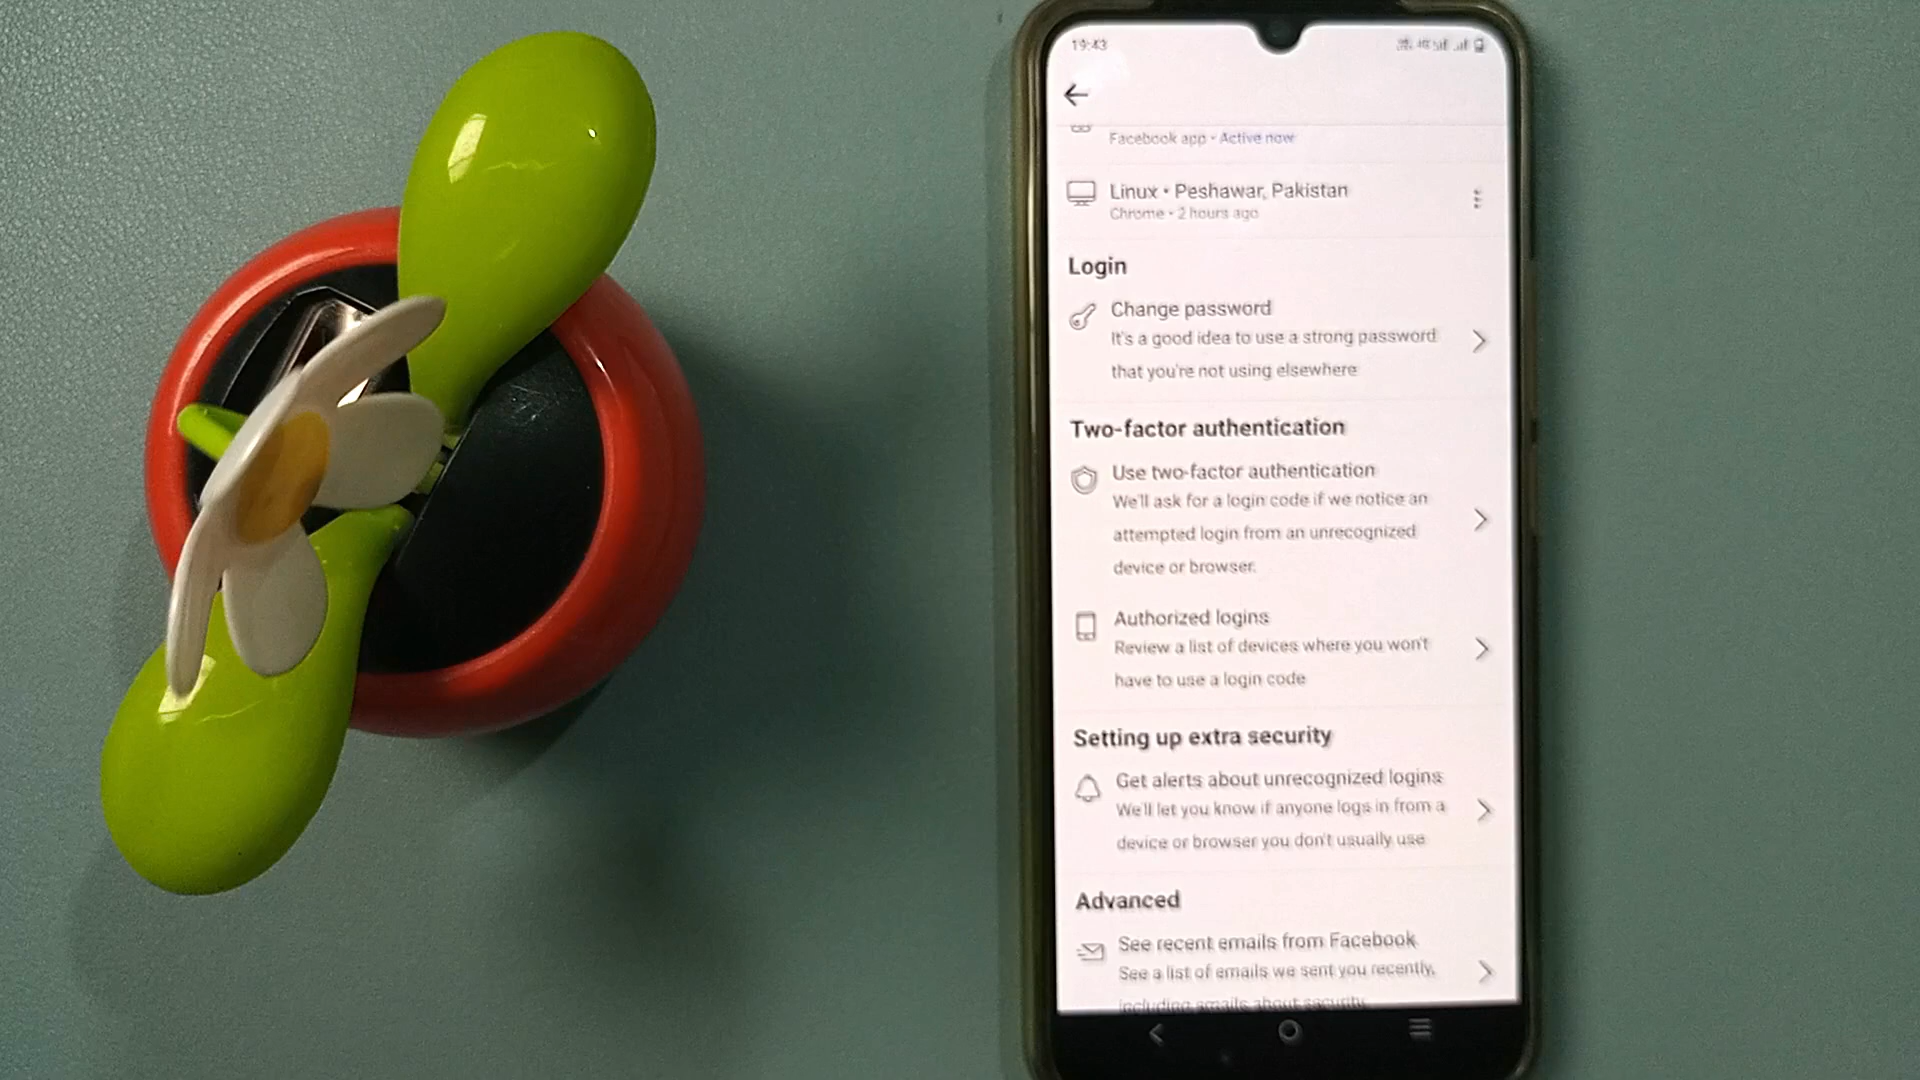 19:43
Facebook app • Active now
Linux • Peshawar, Pakistan
Chrome • 2 hours ago
Login
Change password
It's a good idea to use a strong password
that you're not using elsewhere
Two-factor authentication
Use two-factor authentication
We'll ask for a login code if we notice an
attempted login from an unrecognized
device or browser.
Authorized logins
Review a list of devices where you won't
have to use a login code
Setting up extra security
Get alerts about unrecognized logins
We'll let you know if anyone logs in from a
device or browser you don't usually use
Advanced
See recent emails from Facebook
See a list of emails we sent you recently,
including emails about security